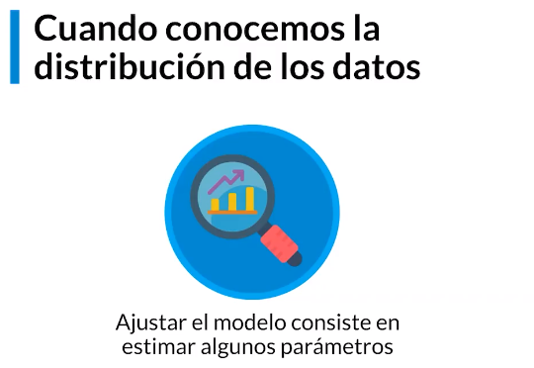 Cuando conocemos la
distribución de los datos
Ajustar el modelo consiste en
estimar algunos parámetros